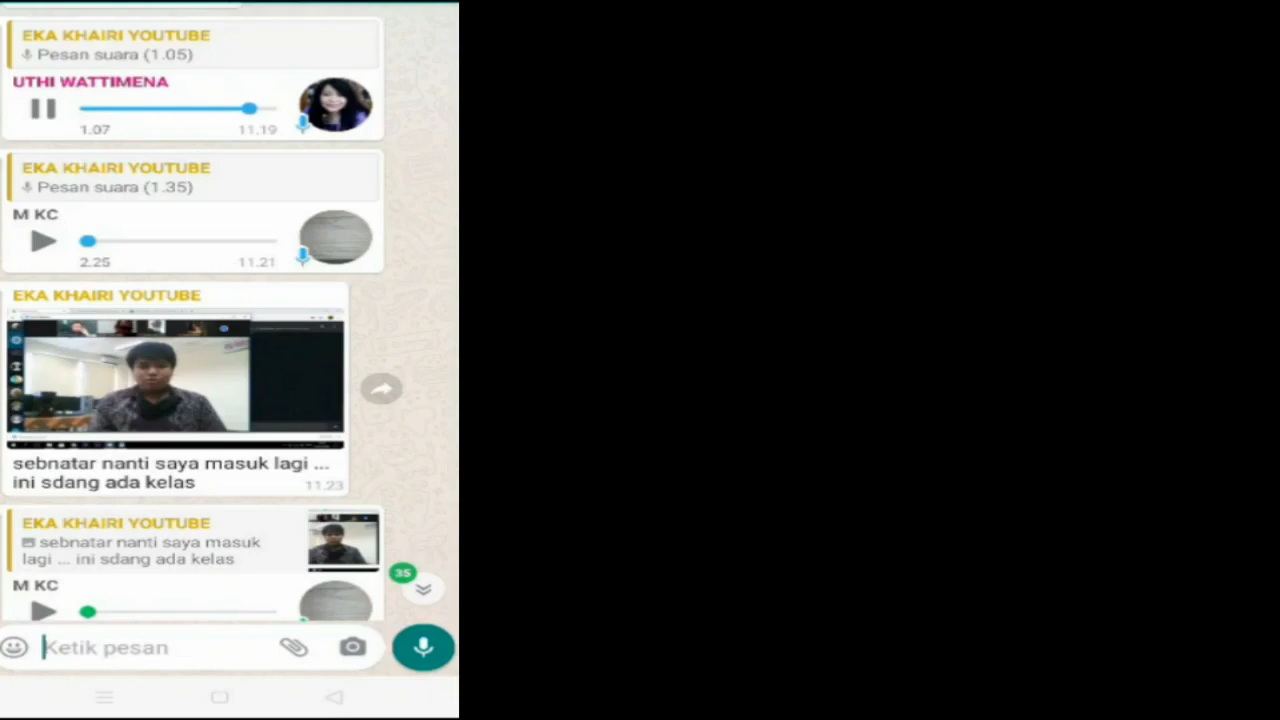 EKA KHAIRI YOUTUBE
Pesan suara (1.05)
UTHI WATTIMENA
1.07 11.19
EKA KHAIRI YOUTUBE
Pesan suara (1.35)
M KC
2.25 11.21
EKA KHAIRI YOUTUBE
sebnatar nanti saya masuk lagi ...
ini sdang ada kelas
11.23
EKA KHAIRI YOUTUBE
sebnatar nanti saya masuk
lagi ... ini sdang ada kelas
M KC
35
Ketik pesan